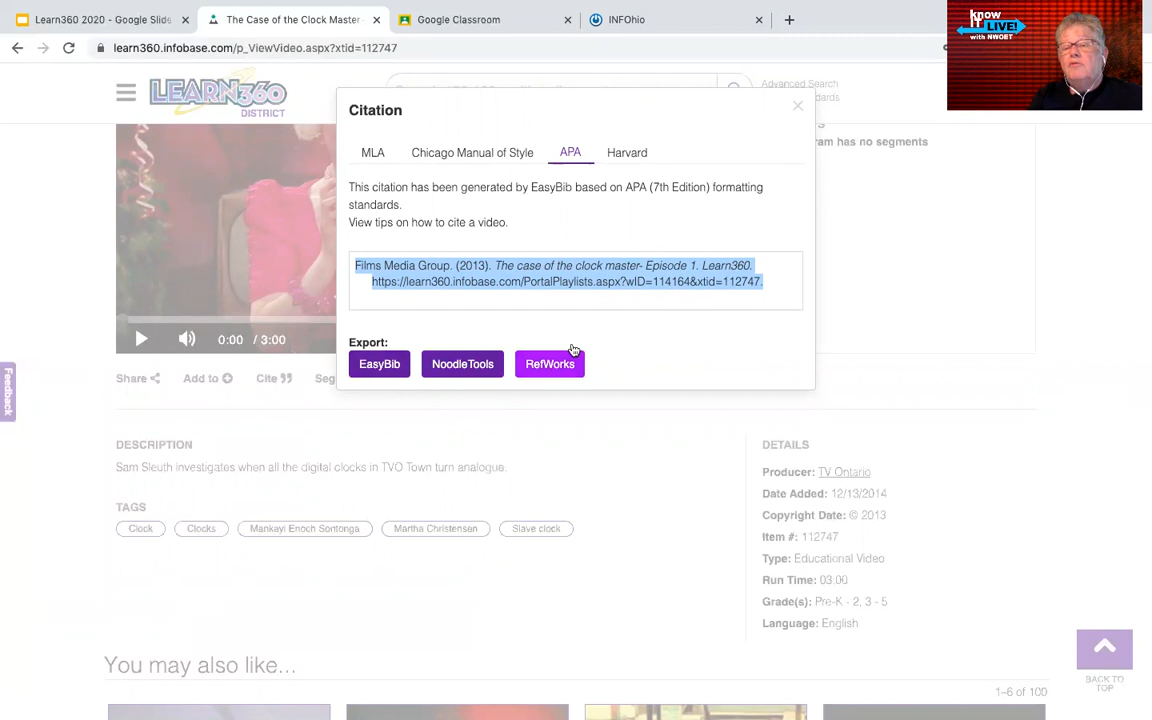 Learn360 2020 - Google Slide
The Case of the Clock Master -
Google Classroom
INFOhio
learn360.infobase.com/p_ViewVideo.aspx?xtid=112747
know
IT LIVE!
with NWOET
LEARN360
DISTRICT
Advanced Search
Citation
MLA
Chicago Manual of Style
APA
Harvard
ram has no segments
This citation has been generated by EasyBib based on APA (7th Edition) formatting
standards.
View tips on how to cite a video.
Films Media Group. (2013). The case of the clock master- Episode 1. Learn360.
https://learn360.infobase.com/PortalPlaylists.aspx?wID=114164&xtid=112747.
0:00 / 3:00
Export:
EasyBib
NoodleTools
RefWorks
Share
Add to
Cite
Seg
Feedback
DESCRIPTION
Sam Sleuth investigates when all the digital clocks in TVO Town turn analogue.
TAGS
Clock
Clocks
Mankayi Enoch Sontonga
Martha Christensen
Slave clock
DETAILS
Producer: TV Ontario
Date Added: 12/13/2014
Copyright Date: © 2013
Item #: 112747
Type: Educational Video
Run Time: 03:00
Grade(s): Pre-K - 2, 3 - 5
Language: English
BACK TO
TOP
You may also like...
1–6 of 100